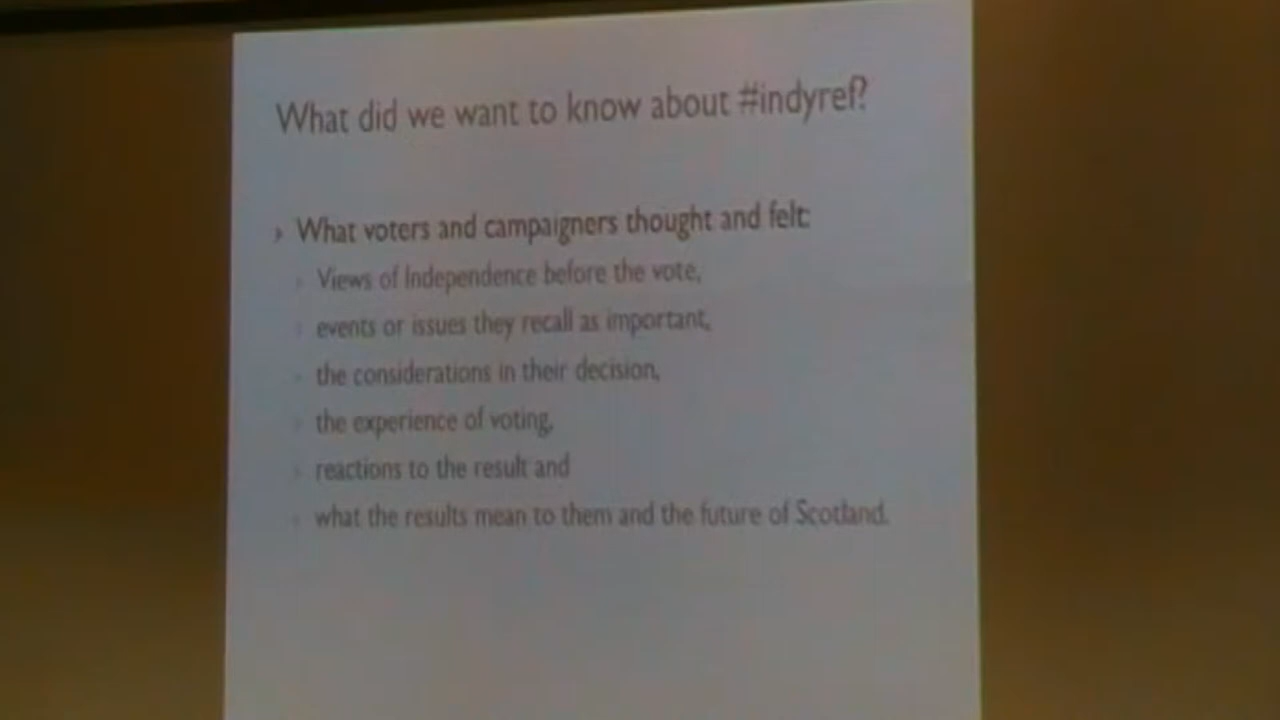 What did we want to know about #indyref?
What voters and campaigners thought and felt:
Views of Independence before the vote,
events or issues they recall as important,
the considerations in their decision,
the experience of voting,
reactions to the result and
what the results mean to them and the future of Scotland.